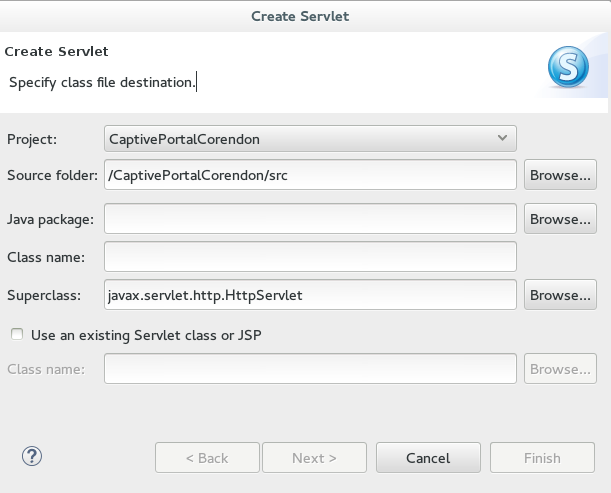 Create Servlet
Create Servlet
Specify class file destination.
S
Project: CaptivePortalCorendon
Source folder: /CaptivePortalCorendon/src Browse...
Java package: Browse...
Class name:
Superclass: javax.servlet.http.HttpServlet Browse...
Use an existing Servlet class or JSP
Class name: Browse...
? < Back Next > Cancel Finish